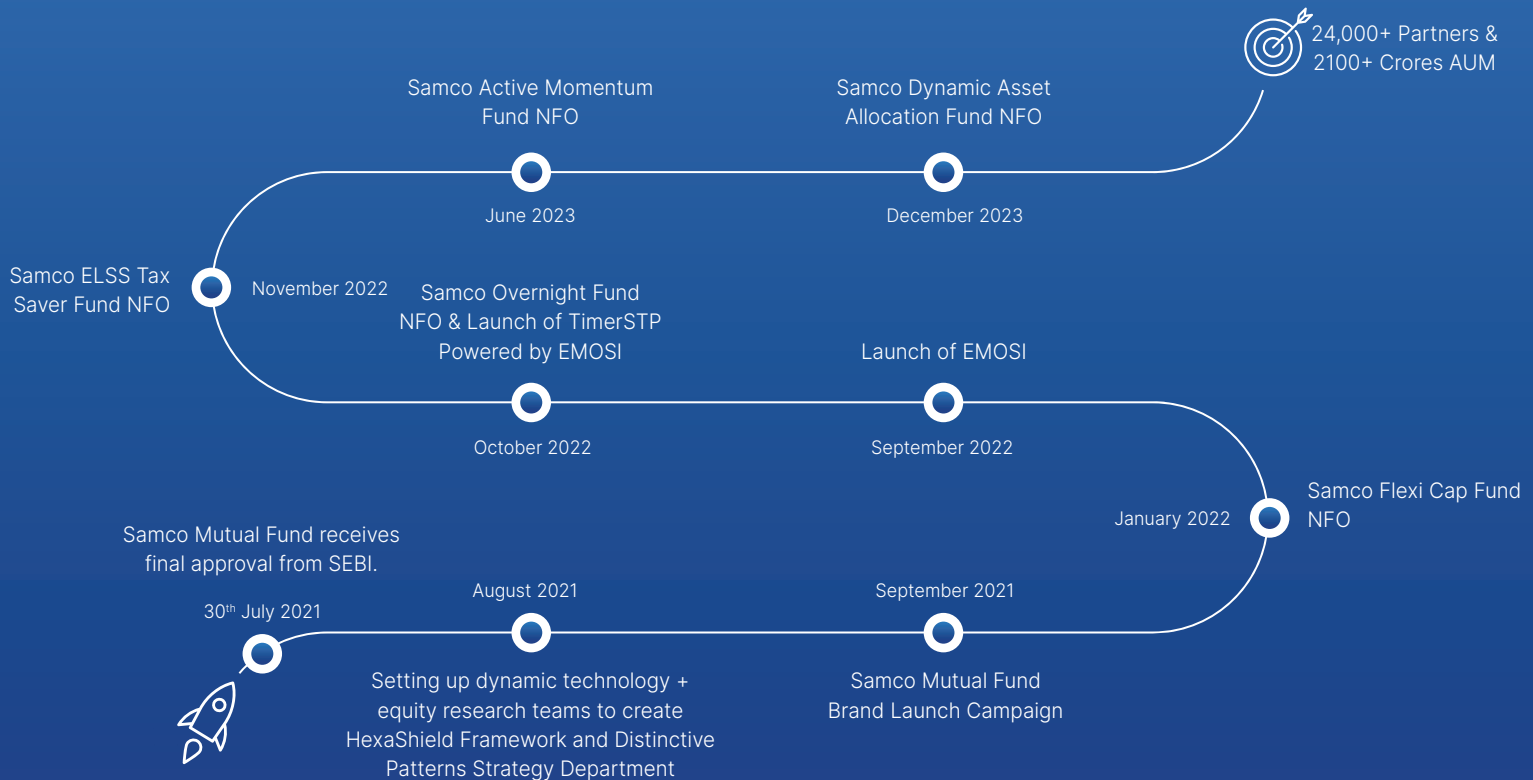 24,000+ Partners &
2100+ Crores AUM
Samco Active Momentum
Fund NFO
June 2023
Samco Dynamic Asset
Allocation Fund NFO
December 2023
Samco ELSS Tax
Saver Fund NFO
November 2022
Samco Overnight Fund
NFO & Launch of TimerSTP
Powered by EMOSI
October 2022
Launch of EMOSI
September 2022
January 2022
Samco Flexi Cap Fund
NFO
Samco Mutual Fund receives
final approval from SEBI.
30th July 2021
August 2021
Setting up dynamic technology +
equity research teams to create
HexaShield Framework and Distinctive
Patterns Strategy Department
September 2021
Samco Mutual Fund
Brand Launch Campaign